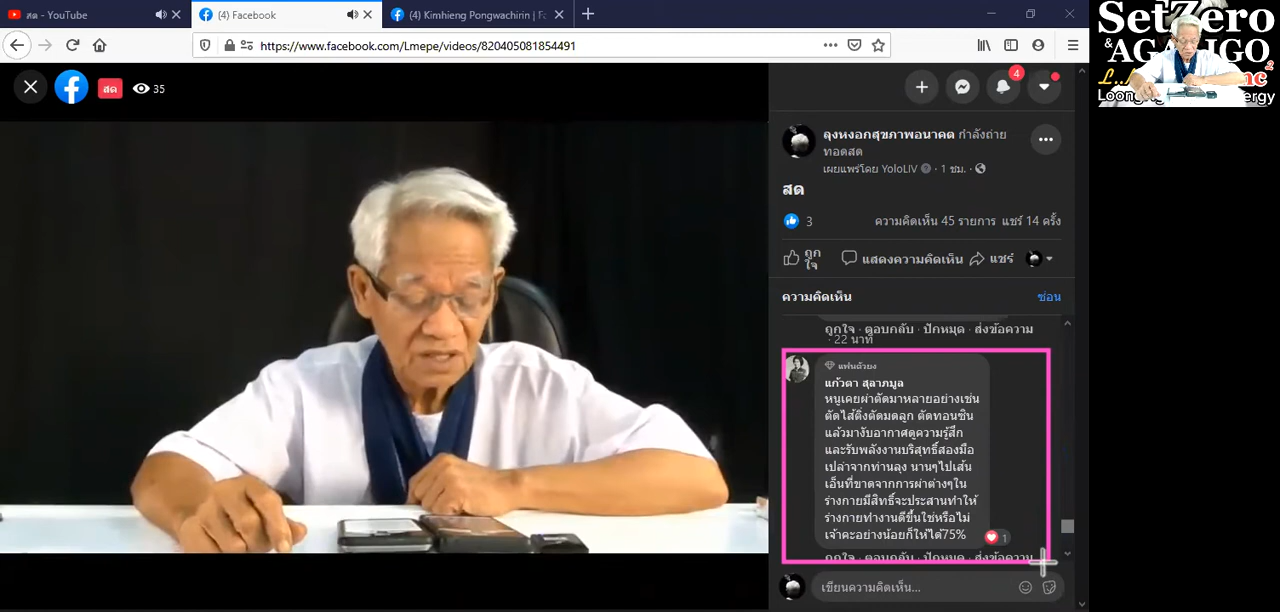 สด - YouTube
(4) Facebook
(4) Kimhieng Pongwachirin | Fa
https://www.facebook.com/Lmepe/videos/820405081854491
SetZero
&
สด
35
4
ลุงหงอกสุขภาพอนาคต กำลังถ่าย
ทอดสด
เผยแพร่โดย YoloLIV · 1 ชม. ·
สด
3
ความคิดเห็น 45 รายการ แชร์ 14 ครั้ง
ถูก
ใจ
แสดงความคิดเห็น
แชร์
ความคิดเห็น
ซ่อน
ถูกใจ · ตอบกลับ · ปักหมุด · ส่งข้อความ
· 22 นาที
แฟนตัวยง
แก้วตา สุลาภมูล
หนูเคยผ่าตัดมาหลายอย่างเช่น
ตัดไส้ติ่งตัดมดลูก ตัดทอนซิน
แล้วมางับอากาศดูความรู้สึก
และรับพลังงานบริสุทธิ์สองมือ
เปล่าจากท่านลุง นานๆไปเส้น
เอ็นที่ขาดจากการผ่าต่างๆใน
ร่างกายมีสิทธิ์จะประสานทำให้
ร่างกายทำงานดีขึ้นใช่หรือไม่
เจ้าคะอย่างน้อยก็ให้ได้75%
1
ถูกใจ · ตอบกลับ · ปักหมุด · ส่งข้อความ
เขียนความคิดเห็น...